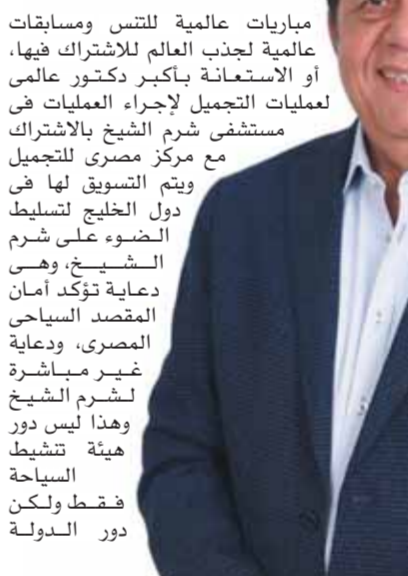 مباريات عالمية للتنس ومسابقات
عالمية لجذب العالم للاشتراك فيها،
أو الاستعانة بأكبر دكتور عالمى
لعمليات التجميل لإجراء العمليات فى
مستشفى شرم الشيخ بالاشتراك
مع مركز مصرى للتجميل
ويتم التسويق لها فى
دول الخليج لتسليط
الضوء على شرم
الشيخ، وهى
دعاية تؤكد أمان
المقصد السياحى
المصرى، ودعاية
غير مباشرة
لشرم الشيخ
وهذا ليس دور
هيئة تنشيط
السياحة
فقط ولكن
دور الدولة